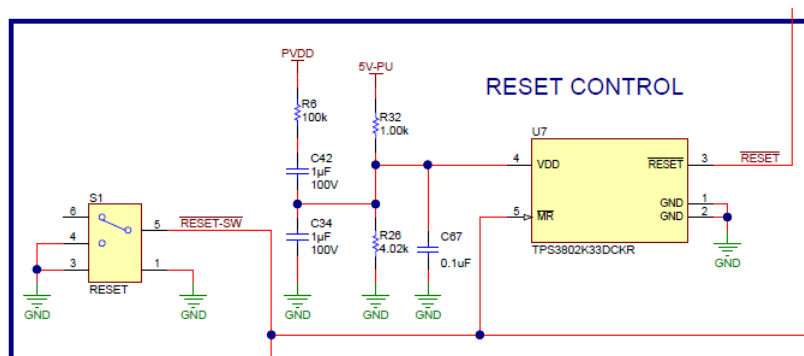 PVDD
5V-PU
RESET CONTROL
R6
100k
R32
1.00k
U7
C42
1µF
100V
4
VDD
RESET
3
RESET
S1
6
5
RESET-SW
4
3
1
RESET
C34
1µF
100V
R26
4.02k
C67
0.1uF
GND
1
GND
2
5
MR
TPS3802K33DCKR
GND
GND
GND
GND
GND
GND